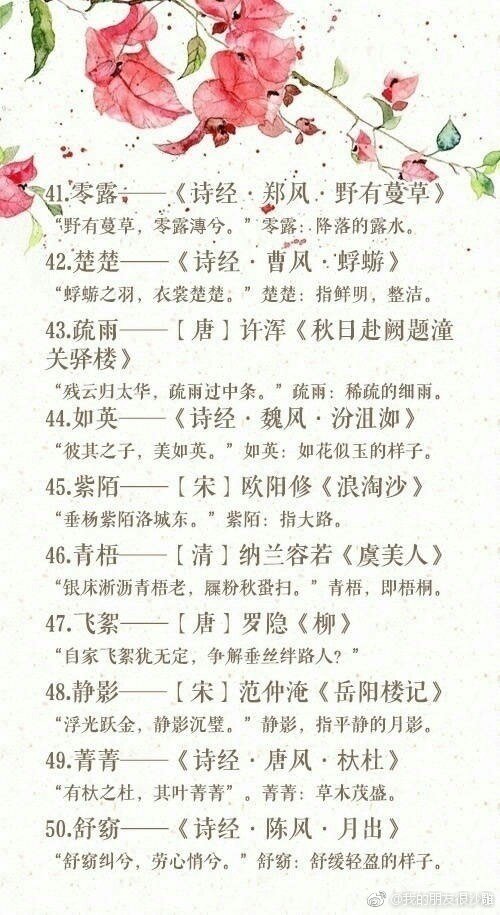 41.零露——《诗经·郑风·野有蔓草》
“野有蔓草，零露漙兮。”零露：降落的露水。
42.楚楚——《诗经·曹风·蜉蝣》
“蜉蝣之羽，衣裳楚楚。”楚楚：指鲜明，整洁。
43.疏雨——【唐】许浑《秋日赴阙题潼
关驿楼》
“残云归太华，疏雨过中条。”疏雨：稀疏的细雨。
44.如英——《诗经·魏风·汾沮洳》
“彼其之子，美如英。”如英：如花似玉的样子。
45.紫陌——【宋】欧阳修《浪淘沙》
“垂杨紫陌洛城东。”紫陌：指大路。
46.青梧——【清】纳兰容若《虞美人》
“银床淅沥青梧老，屧粉秋蛩扫。”青梧，即梧桐。
47.飞絮——【唐】罗隐《柳》
“自家飞絮犹无定，争解垂丝绊路人？”
48.静影——【宋】范仲淹《岳阳楼记》
“浮光跃金，静影沉璧。”静影，指平静的月影。
49.菁菁——《诗经·唐风·杕杜》
“有杕之杜，其叶菁菁”。菁菁：草木茂盛。
50.舒窈——《诗经·陈风·月出》
“舒窈纠兮，劳心悄兮。”舒窈：舒缓轻盈的样子。